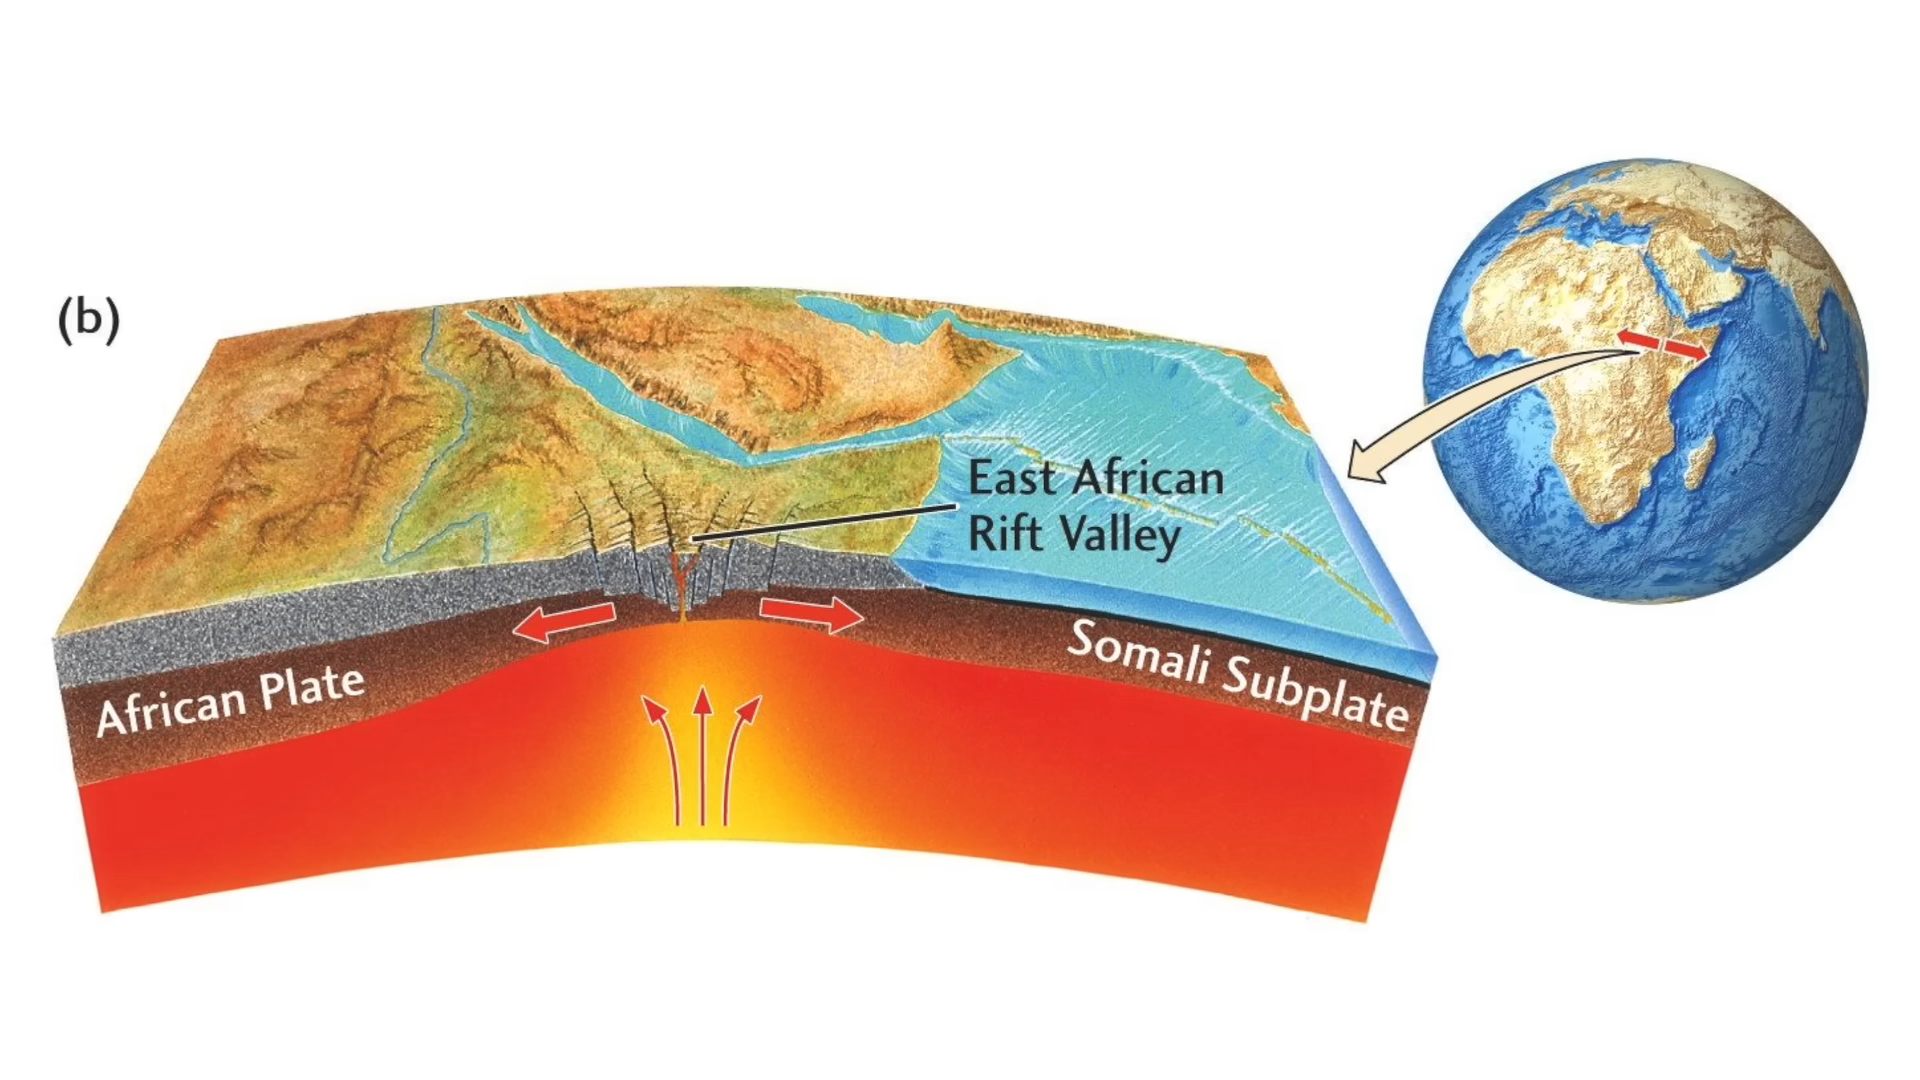 (b)
East African
Rift Valley
African Plate
Somali Subplate